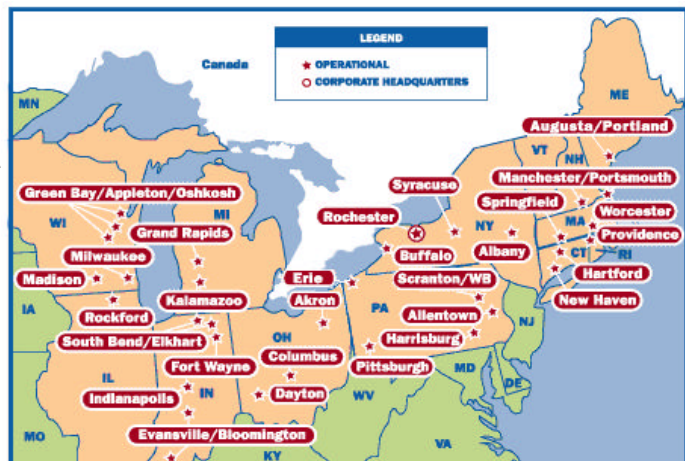 LEGEND
OPERATIONAL
CORPORATE HEADQUARTERS
Canada
MN
ME
Augusta/Portland
VT
NH
Manchester/Portsmouth
Syracuse
Springfield
Green Bay/Appleton/Oshkosh
WI
MI
Rochester
MA
Worcester
Grand Rapids
NY
Providence
Buffalo
Albany
CT
RI
Milwaukee
Madison
Erie
Scranton/WB
Hartford
Kalamazoo
Akron
New Haven
IA
Rockford
PA
Allentown
NJ
South Bend/Elkhart
OH
Harrisburg
Fort Wayne
Columbus
Pittsburgh
MD
IL
DE
Indianapolis
IN
Dayton
WV
Evansville/Bloomington
MO
KY
VA